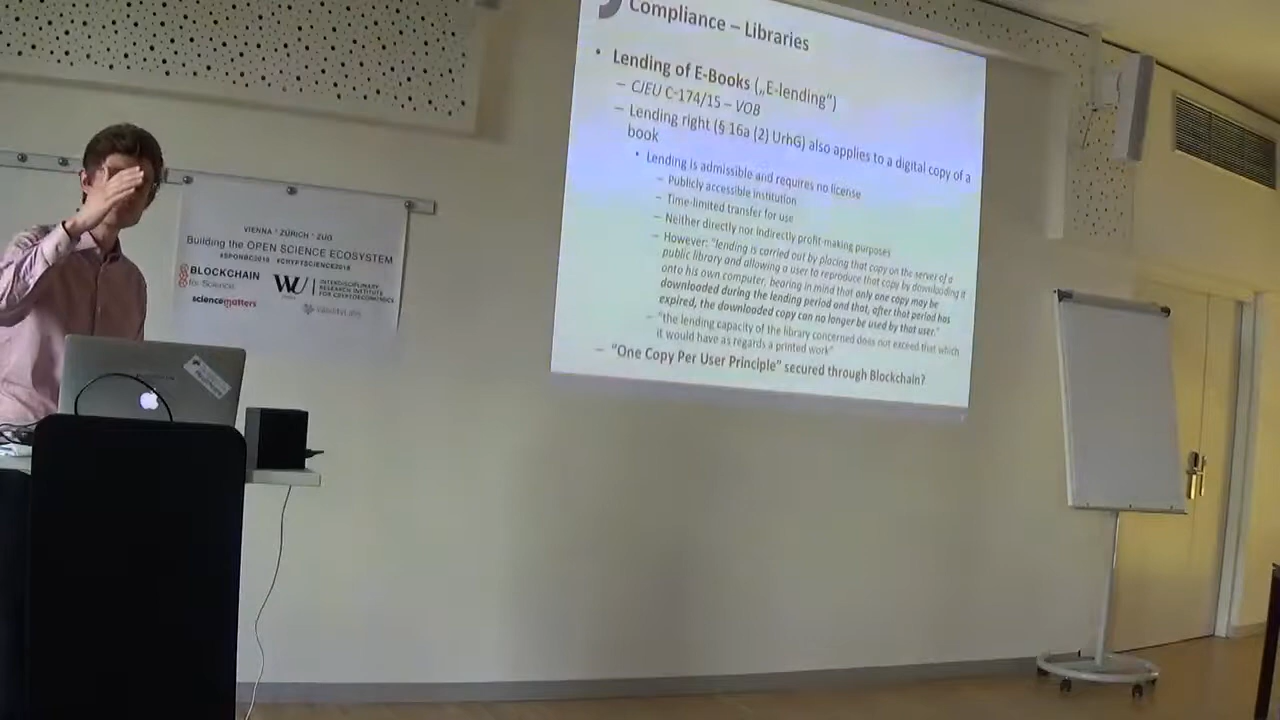 Compliance – Libraries
• Lending of E-Books („E-lending“)
– CJEU C-174/15 – VOB
– Lending right (§ 16a (2) UrhG) also applies to a digital copy of a
book
• Lending is admissible and requires no license
– Publicly accessible institution
– Time-limited transfer for use
– Neither directly nor indirectly profit-making purposes
– However: "lending is carried out by placing that copy on the server of a
public library and allowing a user to reproduce that copy by downloading it
onto his own computer, bearing in mind that only one copy may be
downloaded during the lending period and that, after that period has
expired, the downloaded copy can no longer be used by that user."
– "the lending capacity of the library concerned does not exceed that which
it would have as regards a printed work"
– "One Copy Per User Principle" secured through Blockchain?
VIENNA * ZÜRICH * ZUG
Building the OPEN SCIENCE ECOSYSTEM
#SPONBC2018 #CRYPTSCIENCE2018
BLOCKCHAIN
for Science
WU
INTERDISCIPLINARY
RESEARCH INSTITUTE
FOR CRYPTOECONOMICS
sciencematters